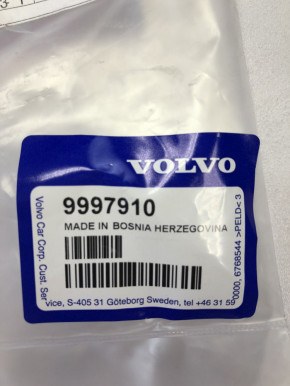 VOLVO
9997910
MADE IN BOSNIA HERZEGOVINA
Volvo Car Corp. Cust. Ser
vice, S-405 31 Göteborg Sweden, tel +46 31 59
0000, 6768544 >PELD< 3